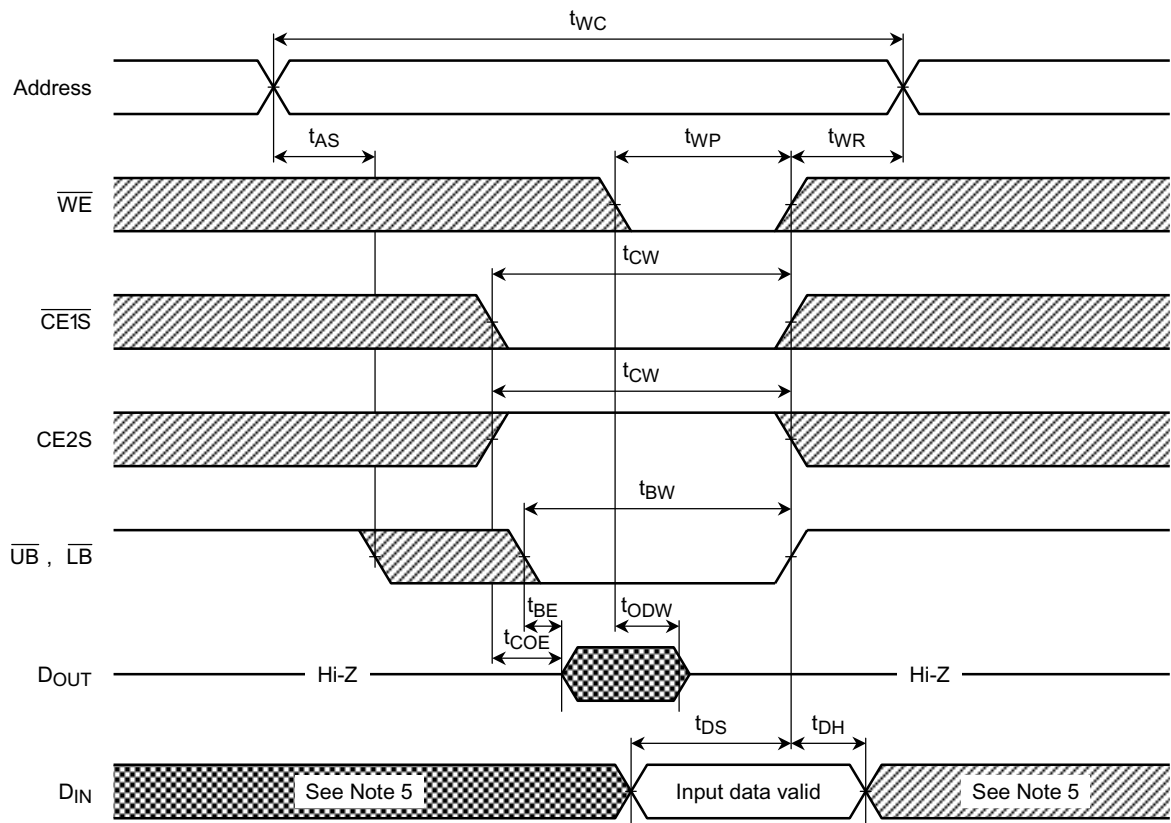 tWC
Address
tAS
tWP
tWR
WE
tCW
CE1S
tCW
CE2S
tBW
UB , LB
tBE
tODW
tCOE
DOUT
Hi-Z
Hi-Z
tDS
tDH
DIN
See Note 5
Input data valid
See Note 5